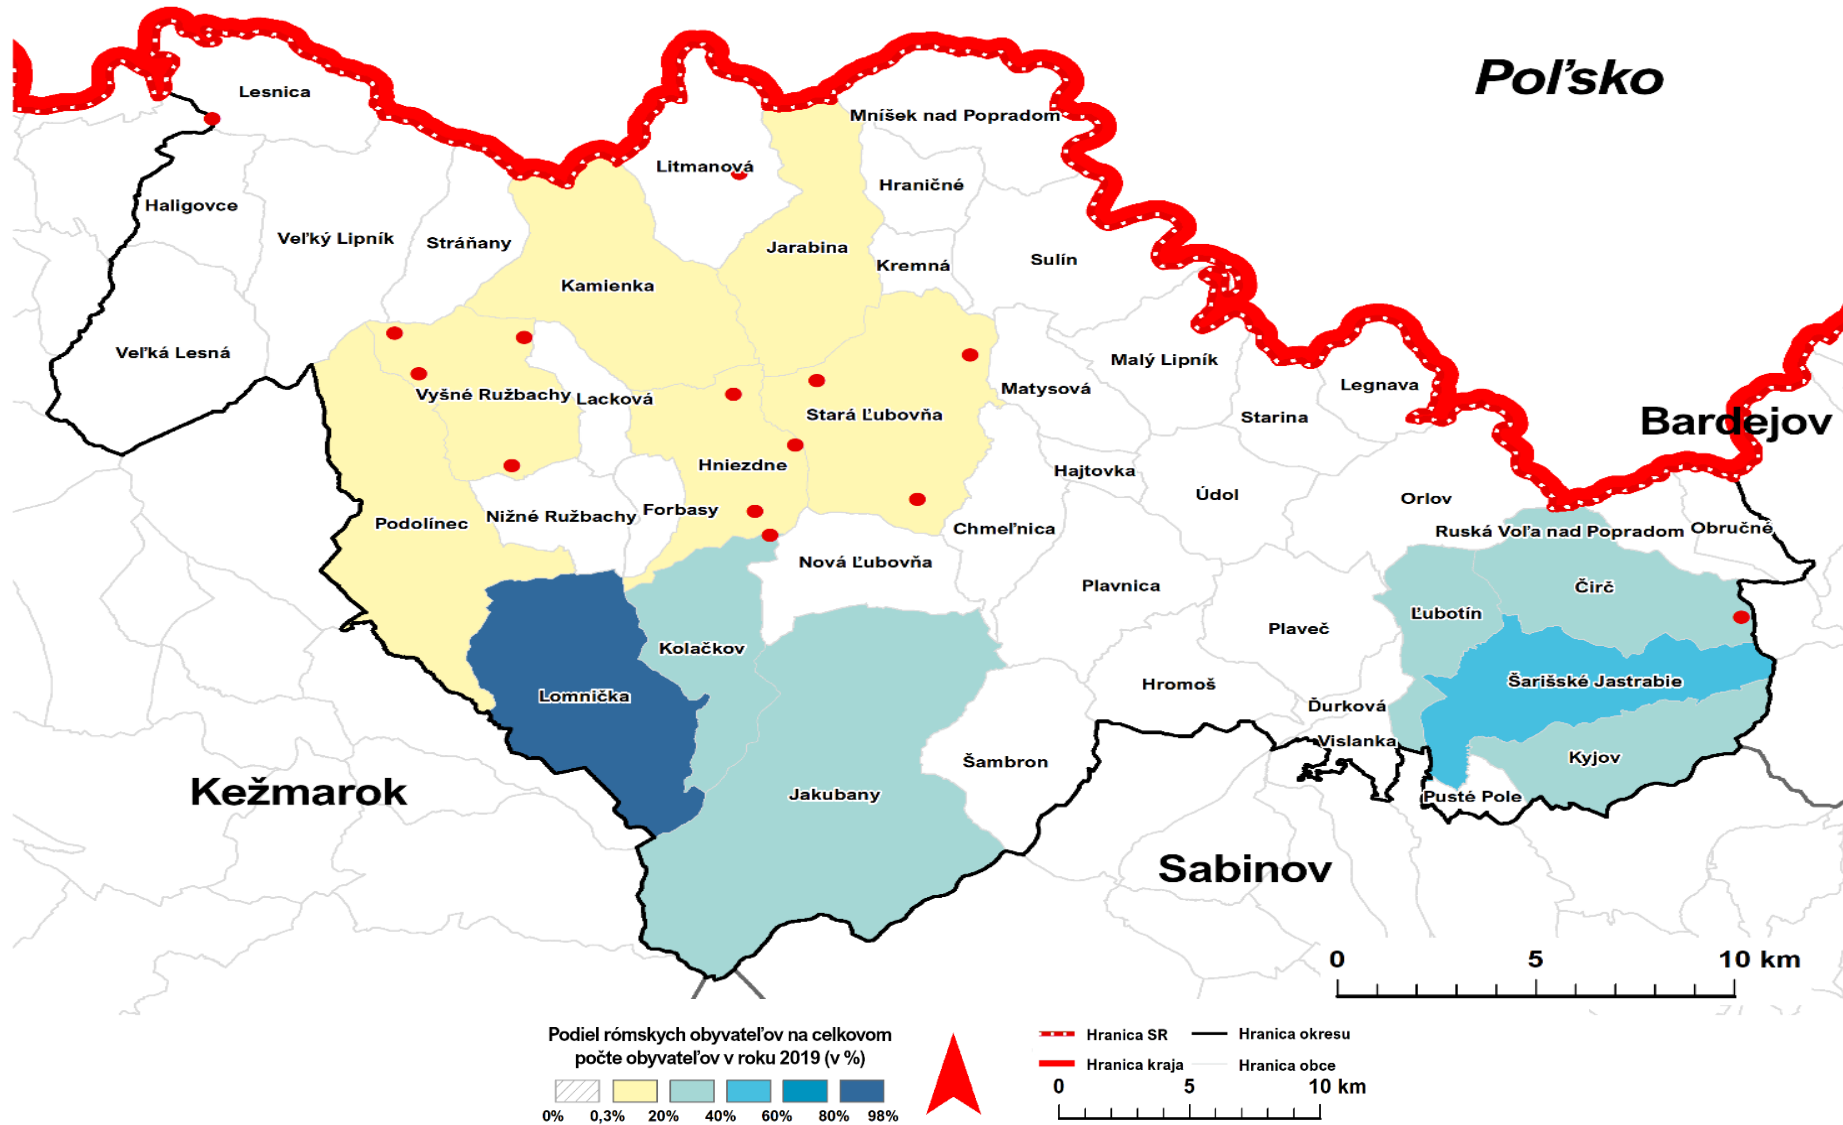 Poľsko
Lesnica
Mníšek nad Popradom
Litmanová
Hraničné
Haligovce
Veľký Lipník
Stráňany
Jarabina
Kremná
Sulín
Kamienka
Veľká Lesná
Malý Lipník
Matysová
Legnava
Vyšné Ružbachy
Lacková
Stará Ľubovňa
Starina
Bardejov
Hniezdne
Hajtovka
Údol
Orlov
Podolínec
Nižné Ružbachy
Forbasy
Chmeľnica
Ruská Voľa nad Popradom
Obručné
Nová Ľubovňa
Plavnica
Čirč
Ľubotín
Plaveč
Kolačkov
Lomnička
Hromoš
Šarišské Jastrabie
Ďurková
Vislanka
Šambron
Kyjov
Kežmarok
Jakubany
Pusté Pole
Sabinov
0 5 10 km
Podiel rómskych obyvateľov na celkovom
počte obyvateľov v roku 2019 (v %)
0% 0,3% 20% 40% 60% 80% 98%
Hranica SR
Hranica okresu
Hranica kraja
Hranica obce
0 5 10 km